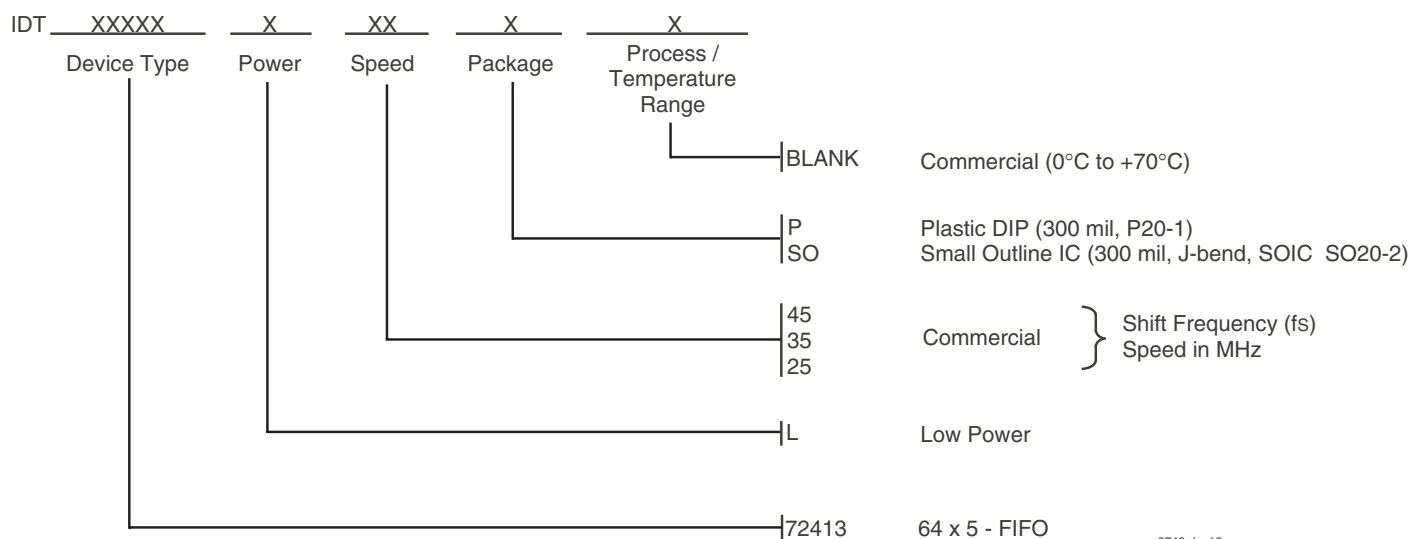 IDT XXXXX X XX X X
Device Type Power Speed Package Process / Temperature Range
BLANK Commercial (0°C to +70°C)
P Plastic DIP (300 mil, P20-1)
SO Small Outline IC (300 mil, J-bend, SOIC SO20-2)
45
35 Commercial
25
Shift Frequency (fS)
Speed in MHz
L Low Power
72413 64 x 5 - FIFO